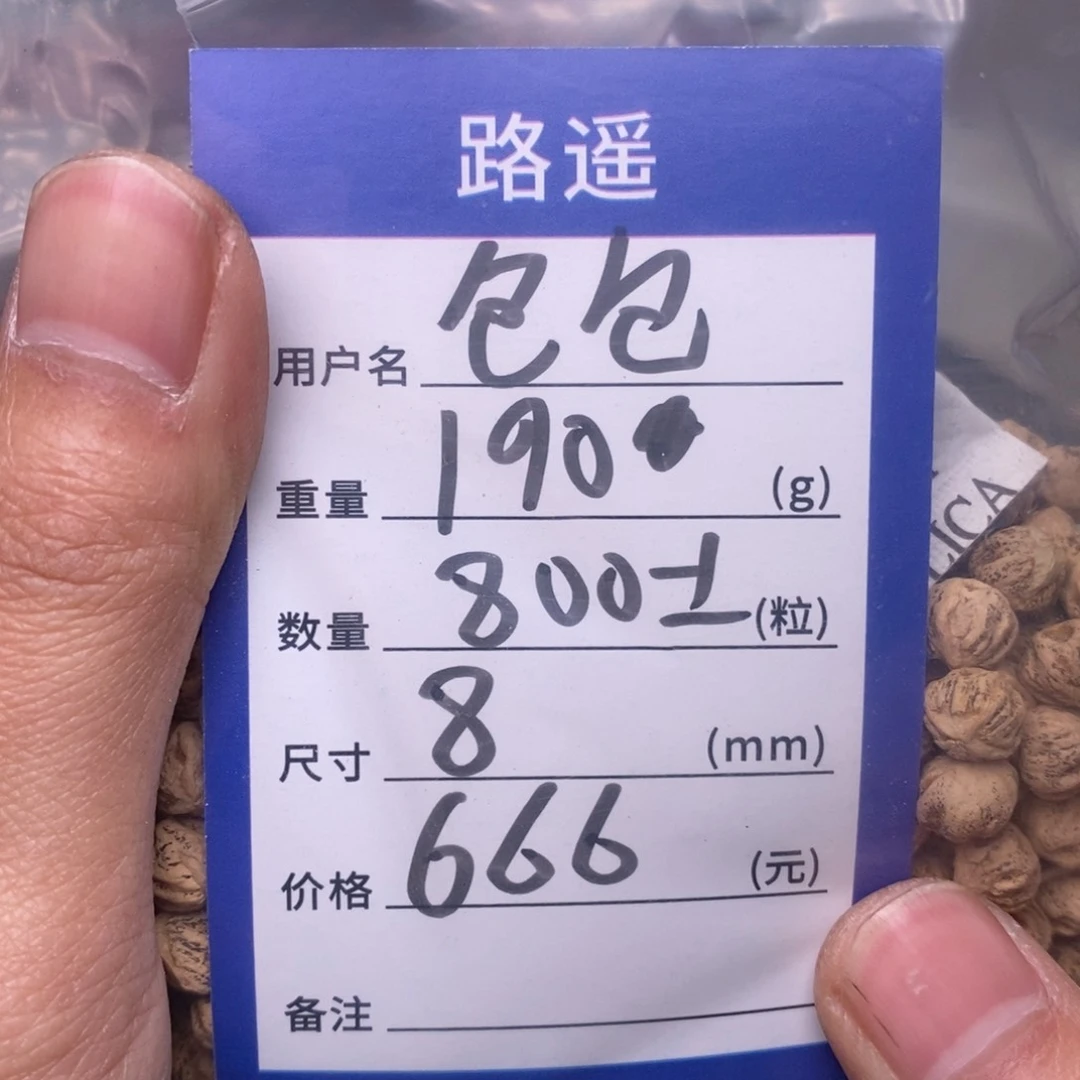 路遥
用户名 包包
重量 190 (g)
数量 800± (粒)
尺寸 8 (mm)
价格 666 (元)
备注
LICA